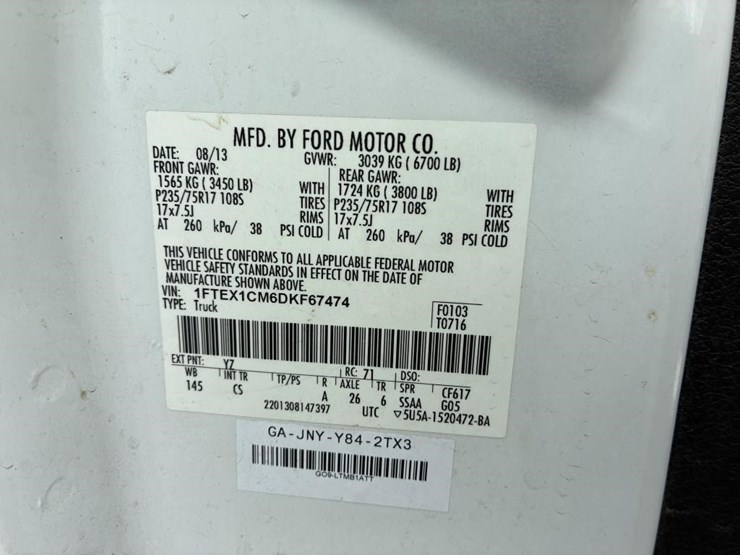 MFD. BY FORD MOTOR CO.
DATE: 08/13 GVWR: 3039 KG ( 6700 LB)
FRONT GAWR: REAR GAWR:
1565 KG ( 3450 LB) WITH 1724 KG ( 3800 LB) WITH
P235/75R17 108S TIRES P235/75R17 108S TIRES
17x7.5J RIMS 17x7.5J RIMS
AT 260 kPa/ 38 PSI COLD AT 260 kPa/ 38 PSI COLD
THIS VEHICLE CONFORMS TO ALL APPLICABLE FEDERAL MOTOR
VEHICLE SAFETY STANDARDS IN EFFECT ON THE DATE OF
MANUFACTURE SHOWN ABOVE.
VIN: 1FTEX1CM6DKF67474 F0103
TYPE: Truck T0716
EXT PNT: YZ RC: 71 DSO:
WB INT TR TP/PS R AXLE TR SPR CF617
145 CS A 26 6 SSAA G05
2201308147397 UTC ▽5U5A-1520472-BA
GA-JNY-Y84-2TX3
GO9-LTMB1ATT